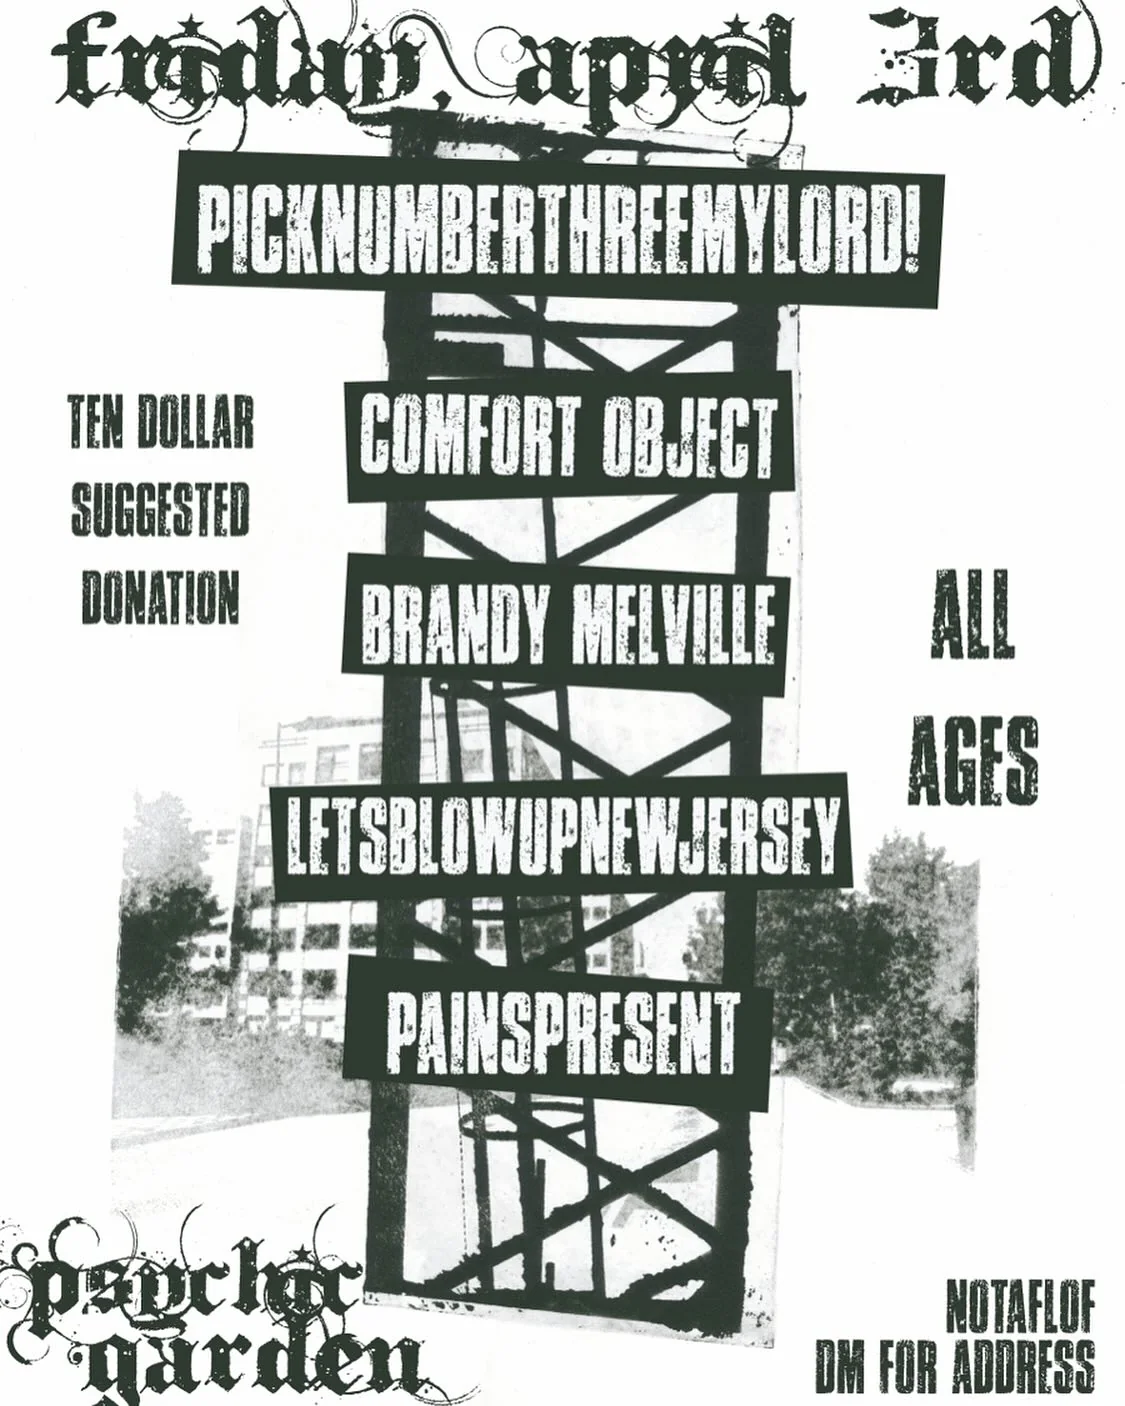 friday, april 3rd
PICKNUMBERTHREEMYLORD!
COMFORT OBJECT
BRANDY MELVILLE
LETSBLOWUPNEWJERSEY
PAINSPRESENT
TEN DOLLAR
SUGGESTED
DONATION
ALL
AGES
psychic
garden
NOTAFLOF
DM FOR ADDRESS